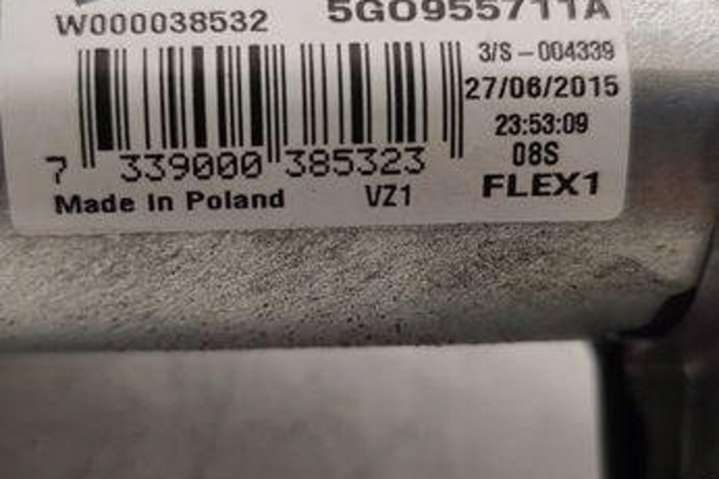 W000038532
5G0955711A
3/S - 004339
27/06/2015
23:53:09
08S
7 339000 385323
Made in Poland
VZ1
FLEX1